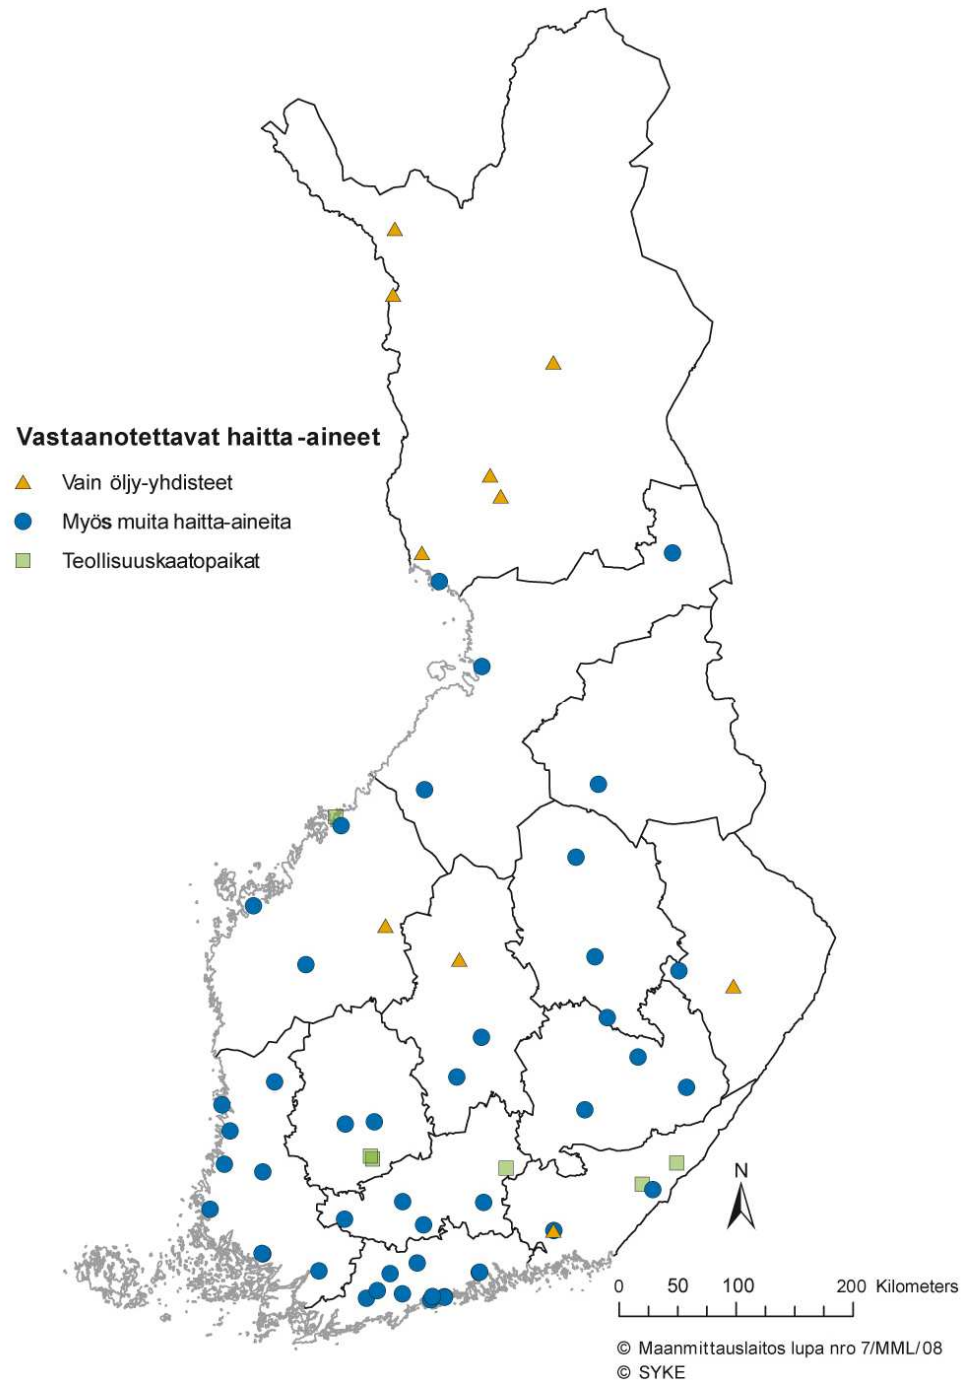 Vastaanotettavat haitta-aineet
Vain öljy-yhdisteet
Myös muita haitta-aineita
Teollisuuskaatopaikat
N
0 50 100 200 Kilometers
© Maanmittauslaitos lupa nro 7/MML/08
© SYKE